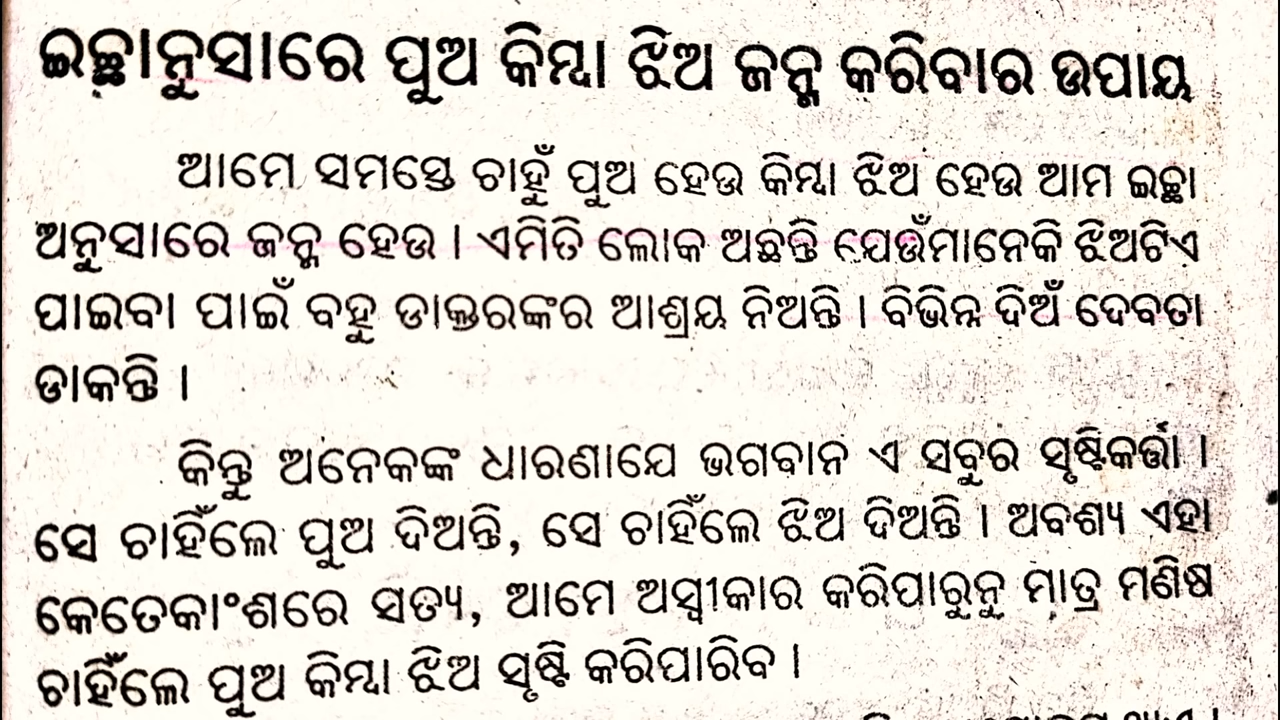 ଇଚ୍ଛାନୁସାରେ ପୁଅ କିମ୍ବା ଝିଅ ଜନ୍ମ କରିବାର ଉପାୟ
ଆମେ ସମସ୍ତେ ଚାହୁଁ ପୁଅ ହେଉ କିମ୍ବା ଝିଅ ହେଉ ଆମ ଇଚ୍ଛା
ଅନୁସାରେ ଜନ୍ମ ହେଉ । ଏମିତି ଲୋକ ଅଛନ୍ତି ଯେଉଁମାନେକି ଝିଅଟିଏ
ପାଇବା ପାଇଁ ବହୁ ଡାକ୍ତରଙ୍କର ଆଶ୍ରୟ ନିଅନ୍ତି । ବିଭିନ୍ନ ଦିଅଁ ଦେବତା
ଡାକନ୍ତି ।
କିନ୍ତୁ ଅନେକଙ୍କ ଧାରଣାଯେ ଭଗବାନ ଏ ସବୁର ସୃଷ୍ଟିକର୍ତ୍ତା ।
ସେ ଚାହିଁଲେ ପୁଅ ଦିଅନ୍ତି, ସେ ଚାହିଁଲେ ଝିଅ ଦିଅନ୍ତି । ଅବଶ୍ୟ ଏହା
କେତେକାଂଶରେ ସତ୍ୟ, ଆମେ ଅସ୍ୱୀକାର କରିପାରୁନୁ ମାତ୍ର ମଣିଷ
ଚାହିଁଲେ ପୁଅ କିମ୍ବା ଝିଅ ସୃଷ୍ଟି କରିପାରିବ ।